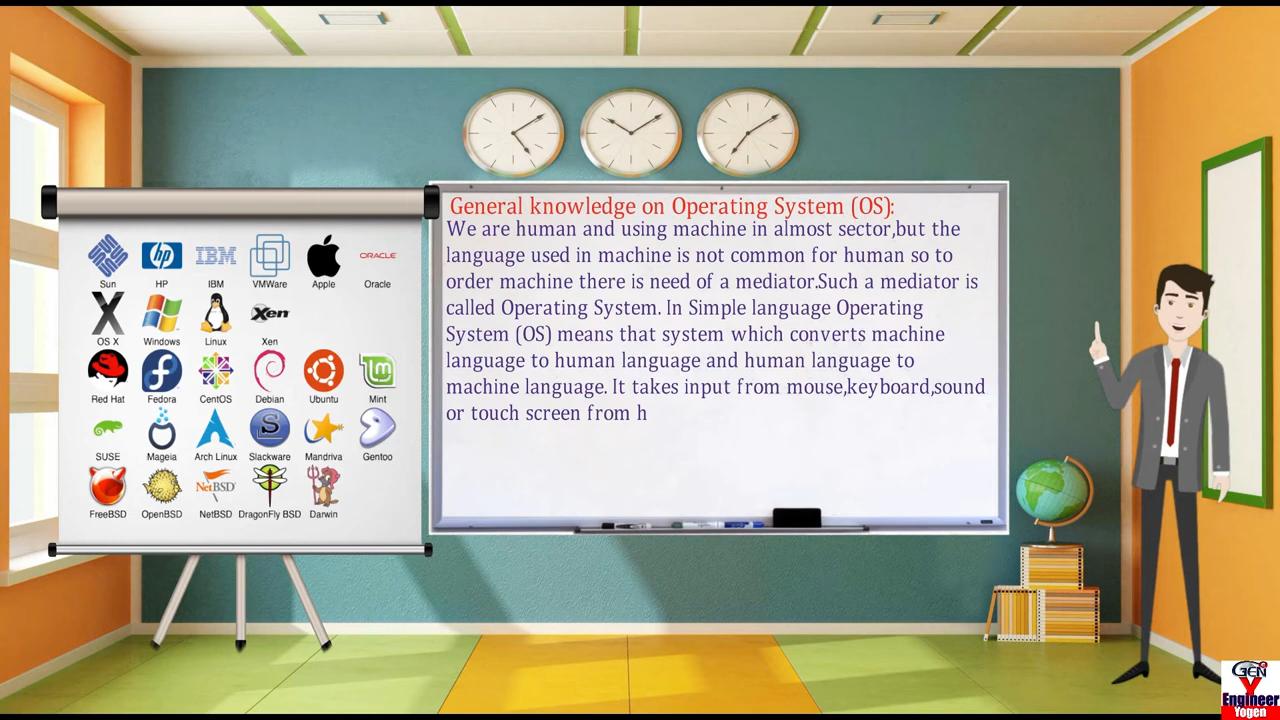 General knowledge on Operating System (OS):
We are human and using machine in almost sector,but the
language used in machine is not common for human so to
order machine there is need of a mediator.Such a mediator is
called Operating System. In Simple language Operating
System (OS) means that system which converts machine
language to human language and human language to
machine language. It takes input from mouse,keyboard,sound
or touch screen from h
hp IBM ORACLE
Sun HP IBM VMWare Apple Oracle
X Xen
OS X Windows Linux Xen
Red Hat Fedora CentOS Debian Ubuntu Mint
SUSE Mageia Arch Linux Slackware Mandriva Gentoo
NetBSD
FreeBSD OpenBSD NetBSD DragonFly BSD Darwin
GEN
Y
Engineer
Yogen